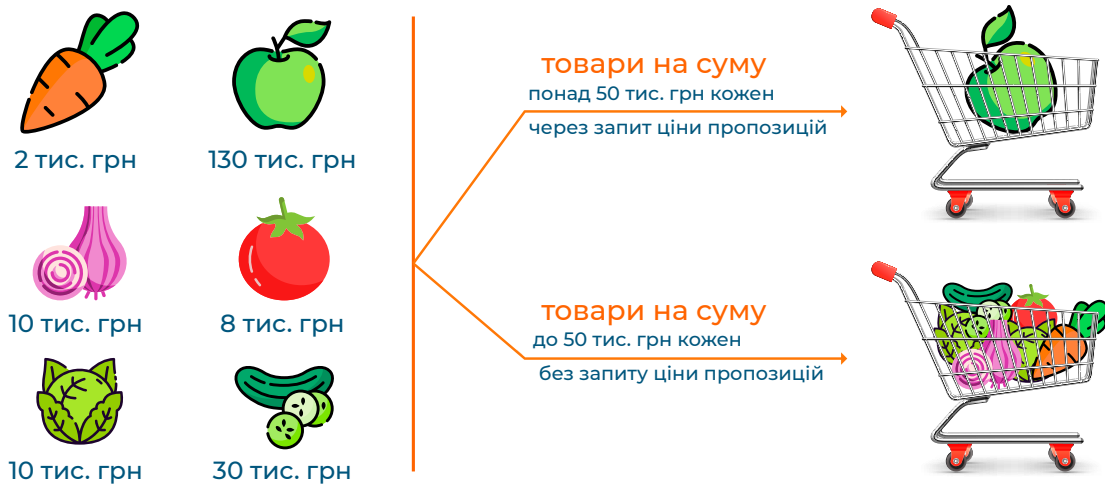 2 тис. грн
130 тис. грн
10 тис. грн
8 тис. грн
10 тис. грн
30 тис. грн
товари на суму
понад 50 тис. грн кожен
через запит ціни пропозицій
товари на суму
до 50 тис. грн кожен
без запиту ціни пропозицій